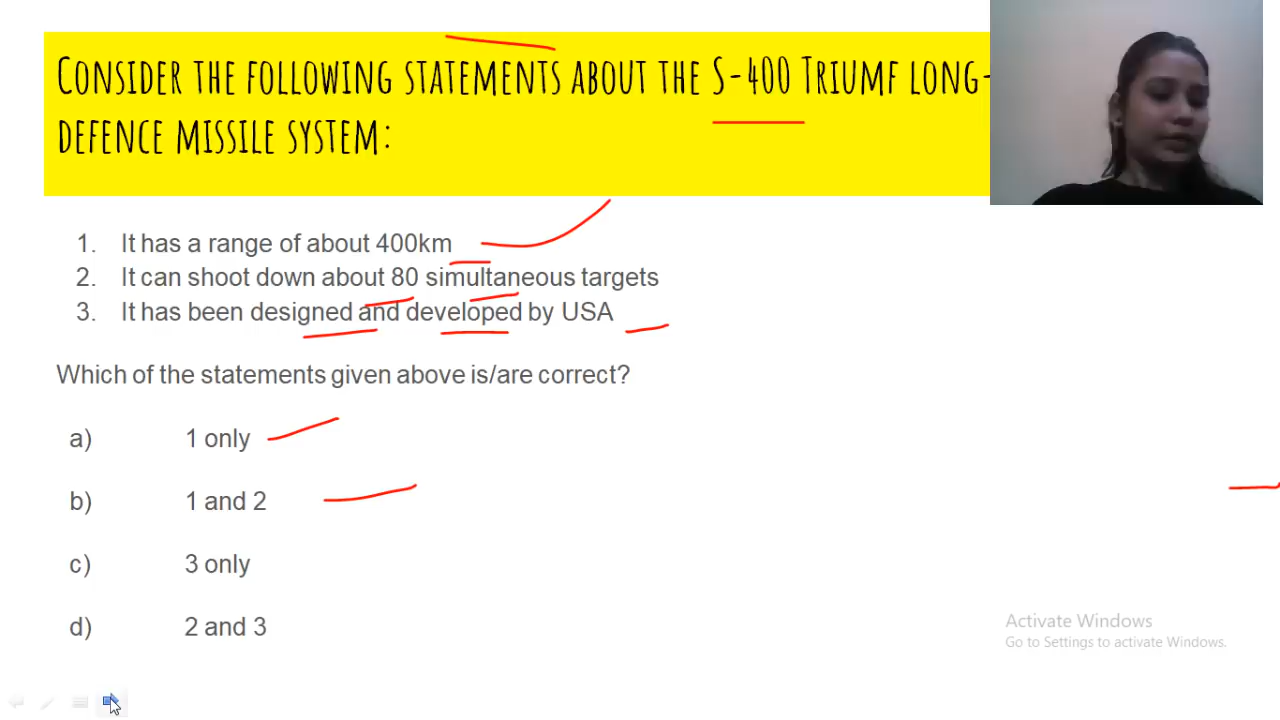 CONSIDER THE FOLLOWING STATEMENTS ABOUT THE S-400 TRIUMF LONG-
DEFENCE MISSILE SYSTEM:
1. It has a range of about 400km
2. It can shoot down about 80 simultaneous targets
3. It has been designed and developed by USA
Which of the statements given above is/are correct?
a) 1 only
b) 1 and 2
c) 3 only
d) 2 and 3
Activate Windows
Go to Settings to activate Windows.